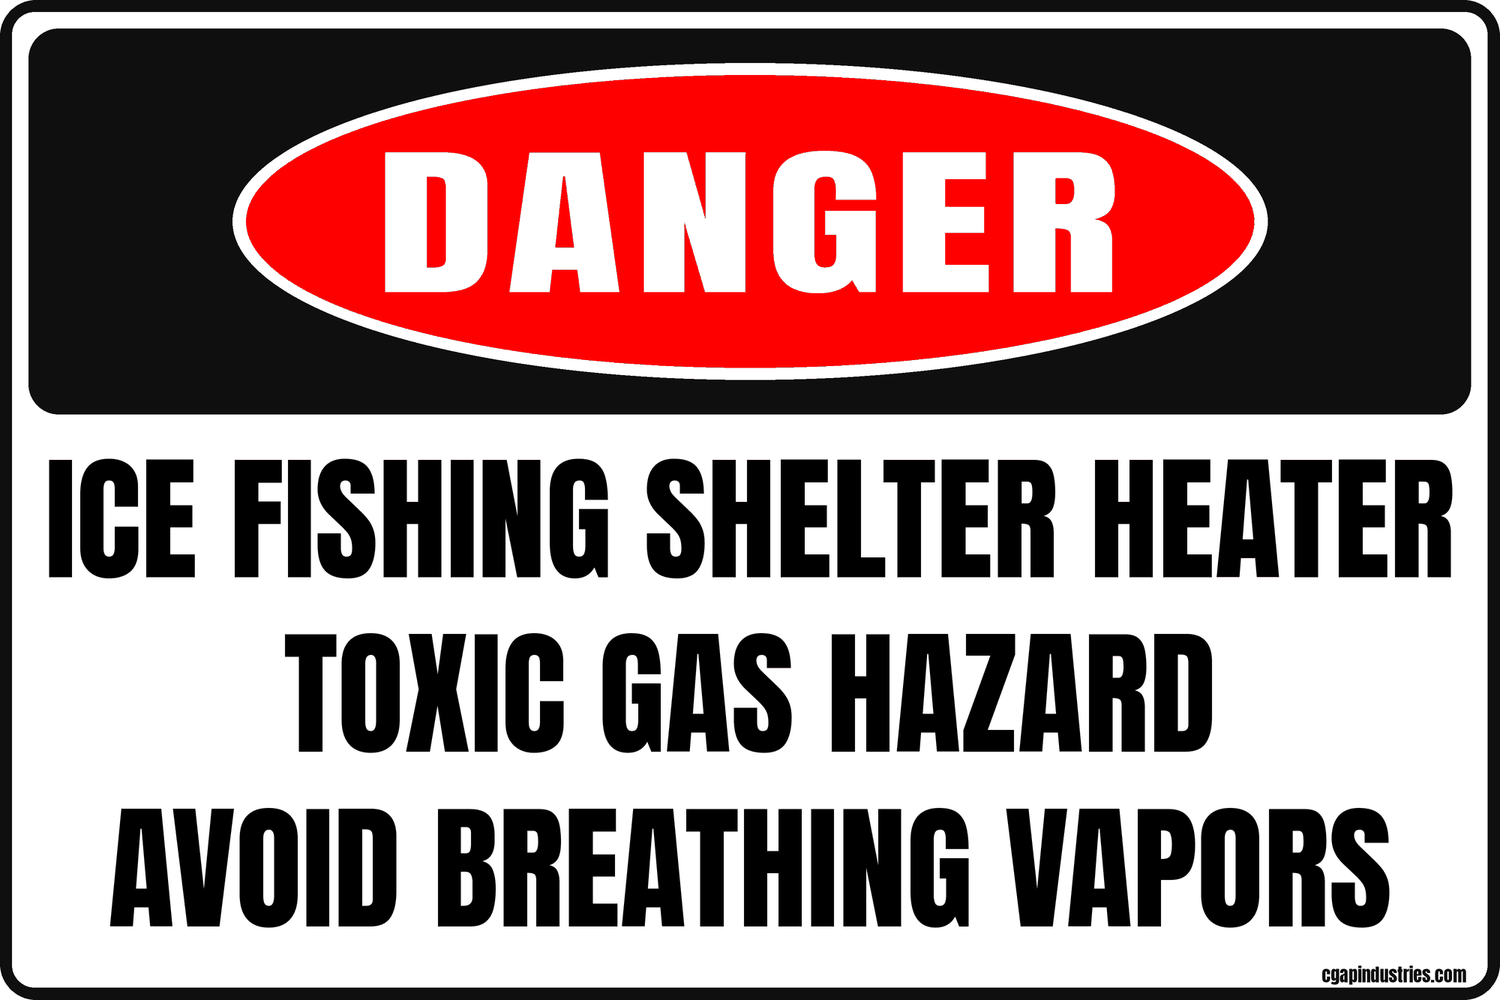 DANGER
ICE FISHING SHELTER HEATER
TOXIC GAS HAZARD
AVOID BREATHING VAPORS
cgapindustries.com